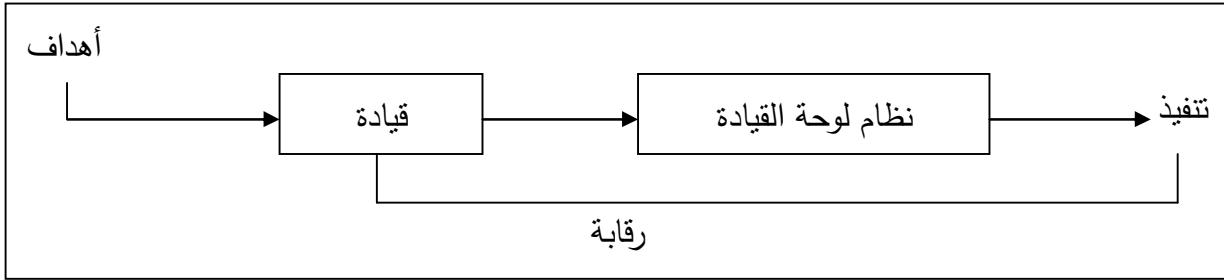 أهداف
قيادة
نظام لوحة القيادة
تنفيذ
رقابة